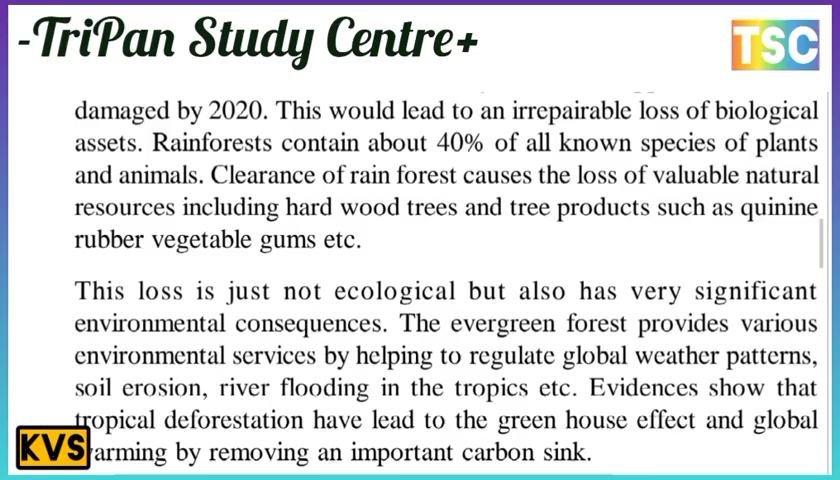 -TriPan Study Centre+
TSC
damaged by 2020. This would lead to an irrepairable loss of biological
assets. Rainforests contain about 40% of all known species of plants
and animals. Clearance of rain forest causes the loss of valuable natural
resources including hard wood trees and tree products such as quinine
rubber vegetable gums etc.
This loss is just not ecological but also has very significant
environmental consequences. The evergreen forest provides various
environmental services by helping to regulate global weather patterns,
soil erosion, river flooding in the tropics etc. Evidences show that
tropical deforestation have lead to the green house effect and global
KVS warming by removing an important carbon sink.